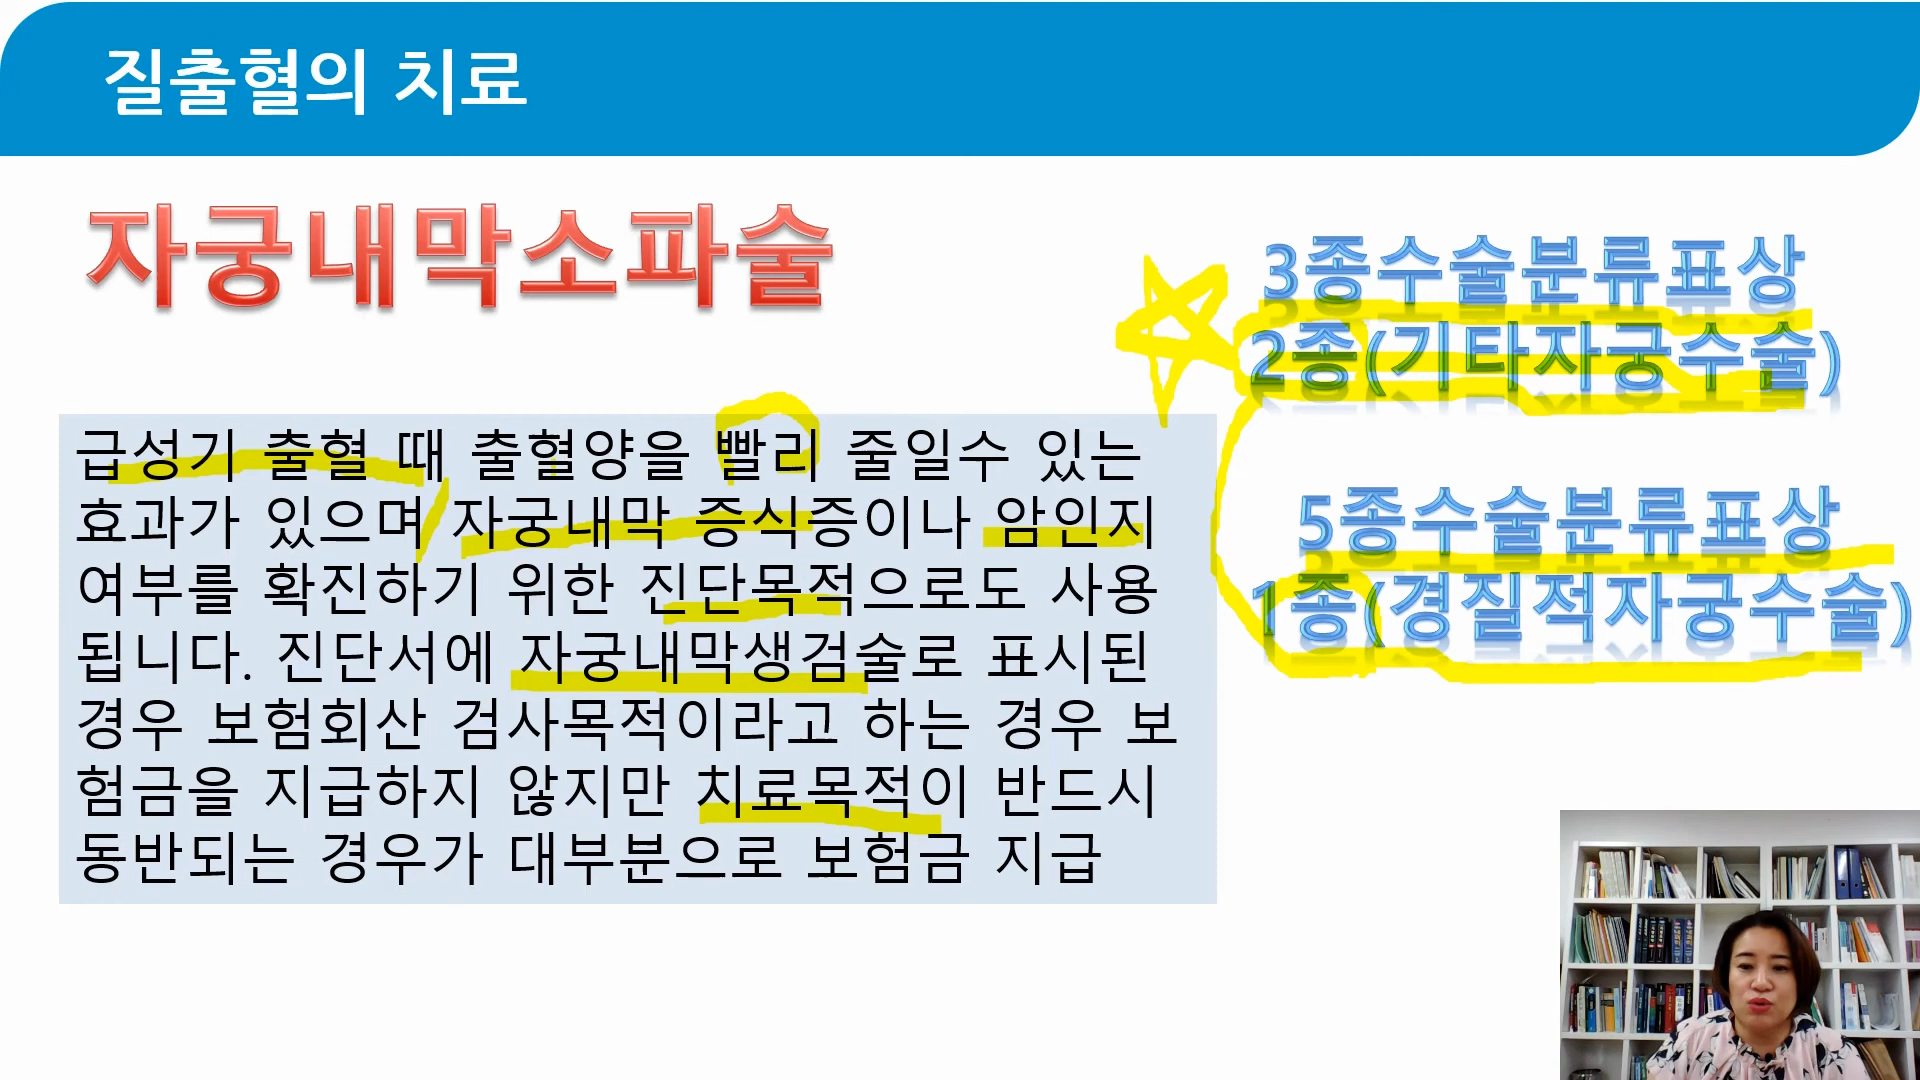 질출혈의 치료
자궁내막소파술
3종수술분류표상
2종(기타자궁수술)
급성기 출혈 때 출혈양을 빨리 줄일수 있는
효과가 있으며 자궁내막 증식증이나 암인지
여부를 확진하기 위한 진단목적으로도 사용
됩니다. 진단서에 자궁내막생검술로 표시된
경우 보험회산 검사목적이라고 하는 경우 보
험금을 지급하지 않지만 치료목적이 반드시
동반되는 경우가 대부분으로 보험금 지급
5종수술분류표상
1종(경질적자궁수술)